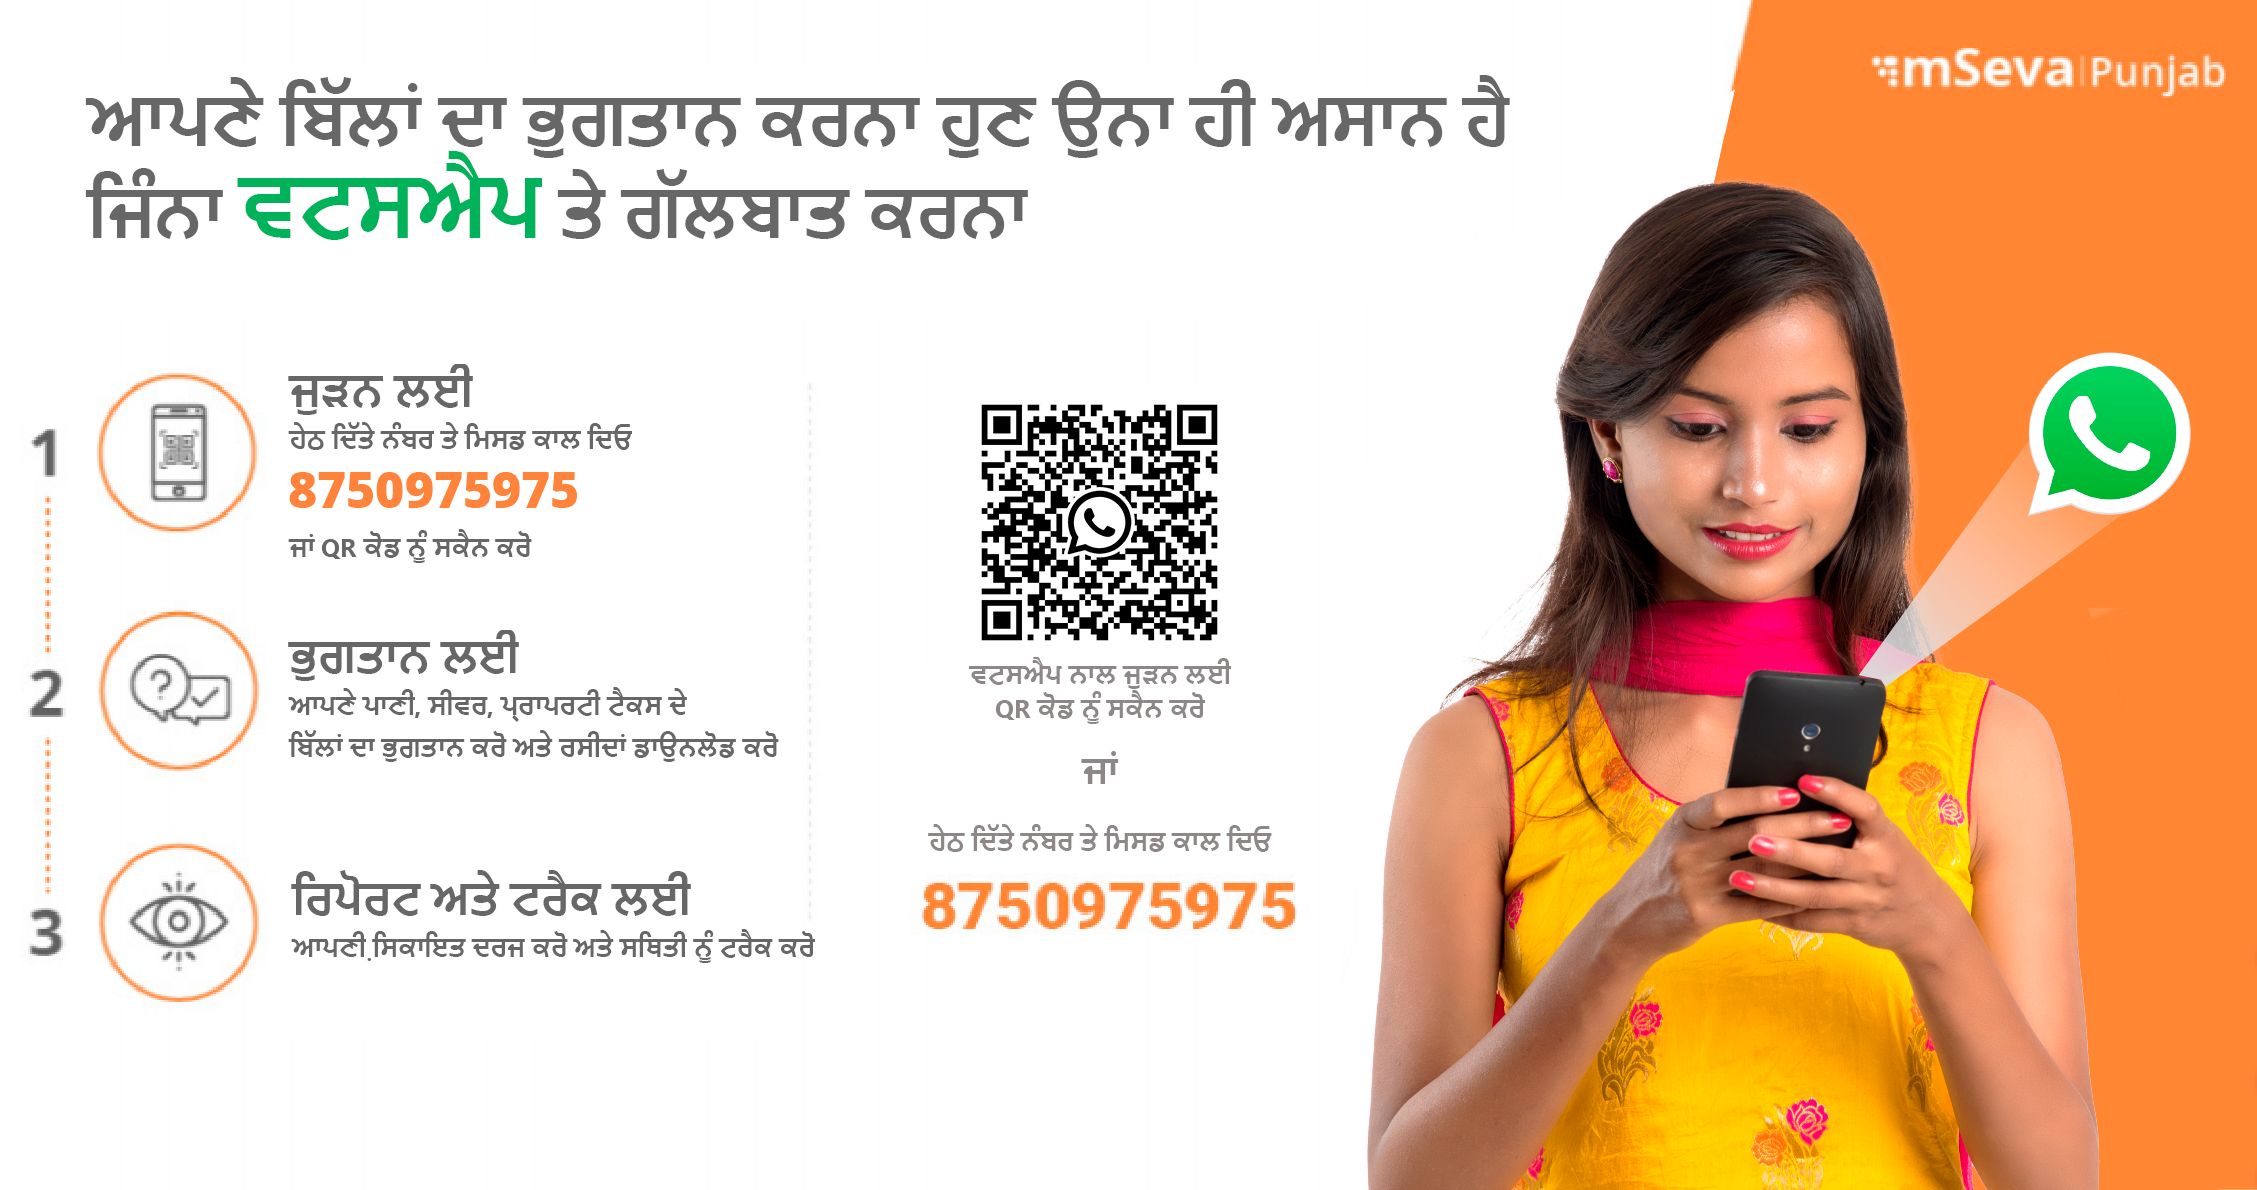 mSeva | Punjab
ਆਪਣੇ ਬਿੱਲਾਂ ਦਾ ਭੁਗਤਾਨ ਕਰਨਾ ਹੁਣ ਉਨਾ ਹੀ ਅਸਾਨ ਹੈ
ਜਿੰਨਾ ਵਟਸਐਪ ਤੇ ਗੱਲਬਾਤ ਕਰਨਾ
1
ਜੁੜਨ ਲਈ
ਹੇਠ ਦਿੱਤੇ ਨੰਬਰ ਤੇ ਮਿਸਡ ਕਾਲ ਦਿਓ
8750975975
ਜਾਂ QR ਕੋਡ ਨੂੰ ਸਕੈਨ ਕਰੋ
2
ਭੁਗਤਾਨ ਲਈ
ਆਪਣੇ ਪਾਣੀ, ਸੀਵਰ, ਪ੍ਰਾਪਰਟੀ ਟੈਕਸ ਦੇ
ਬਿੱਲਾਂ ਦਾ ਭੁਗਤਾਨ ਕਰੋ ਅਤੇ ਰਸੀਦਾਂ ਡਾਉਨਲੋਡ ਕਰੋ
3
ਰਿਪੋਰਟ ਅਤੇ ਟਰੈਕ ਲਈ
ਆਪਣੀ ਸ਼ਿਕਾਇਤ ਦਰਜ ਕਰੋ ਅਤੇ ਸਥਿਤੀ ਨੂੰ ਟਰੈਕ ਕਰੋ
ਵਟਸਐਪ ਨਾਲ ਜੁੜਨ ਲਈ
QR ਕੋਡ ਨੂੰ ਸਕੈਨ ਕਰੋ
ਜਾਂ
ਹੇਠ ਦਿੱਤੇ ਨੰਬਰ ਤੇ ਮਿਸਡ ਕਾਲ ਦਿਓ
8750975975